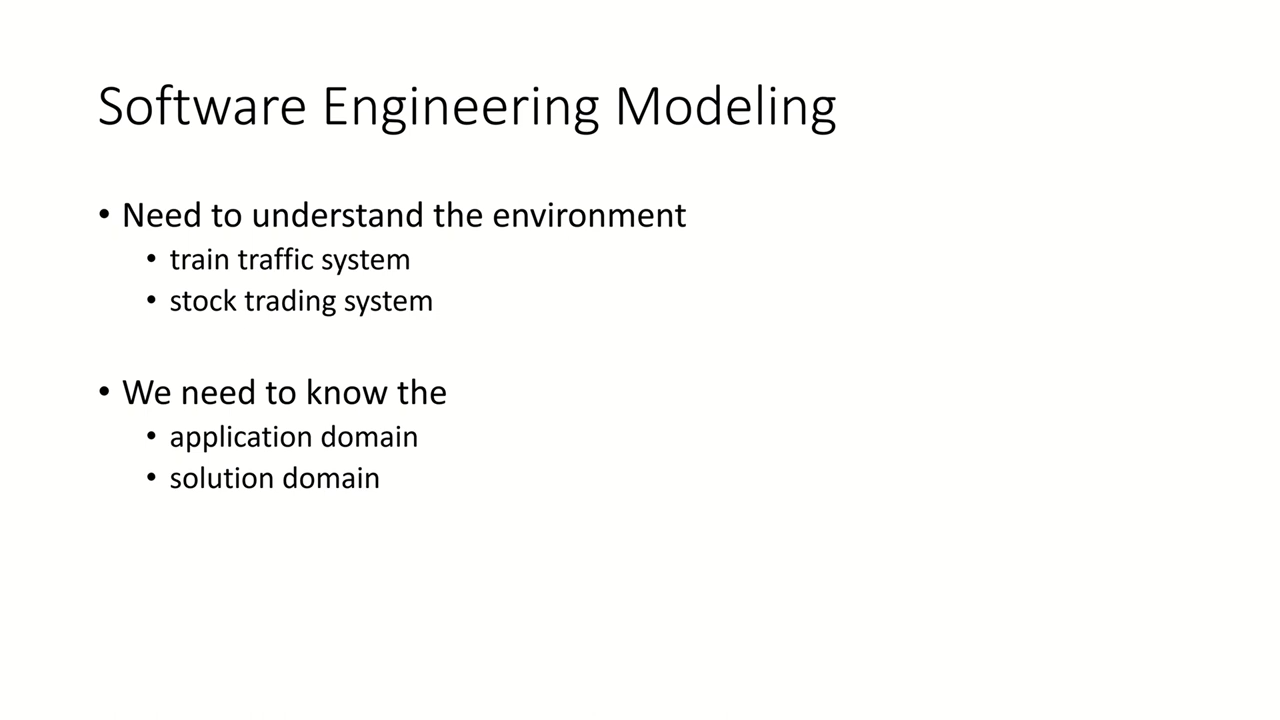 Software Engineering Modeling
• Need to understand the environment
• train traffic system
• stock trading system
• We need to know the
• application domain
• solution domain